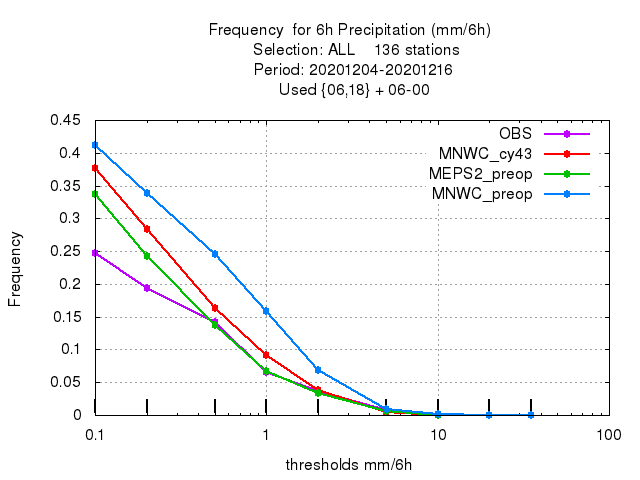 Frequency for 6h Precipitation (mm/6h)
Selection: ALL 136 stations
Period: 20201204-20201216
Used {06,18} + 06-00
OBS
MNWC_cy43
MEPS2_preop
MNWC_preop
Frequency
0.45
0.4
0.35
0.3
0.25
0.2
0.15
0.1
0.05
0
0.1 1 10 100
thresholds mm/6h